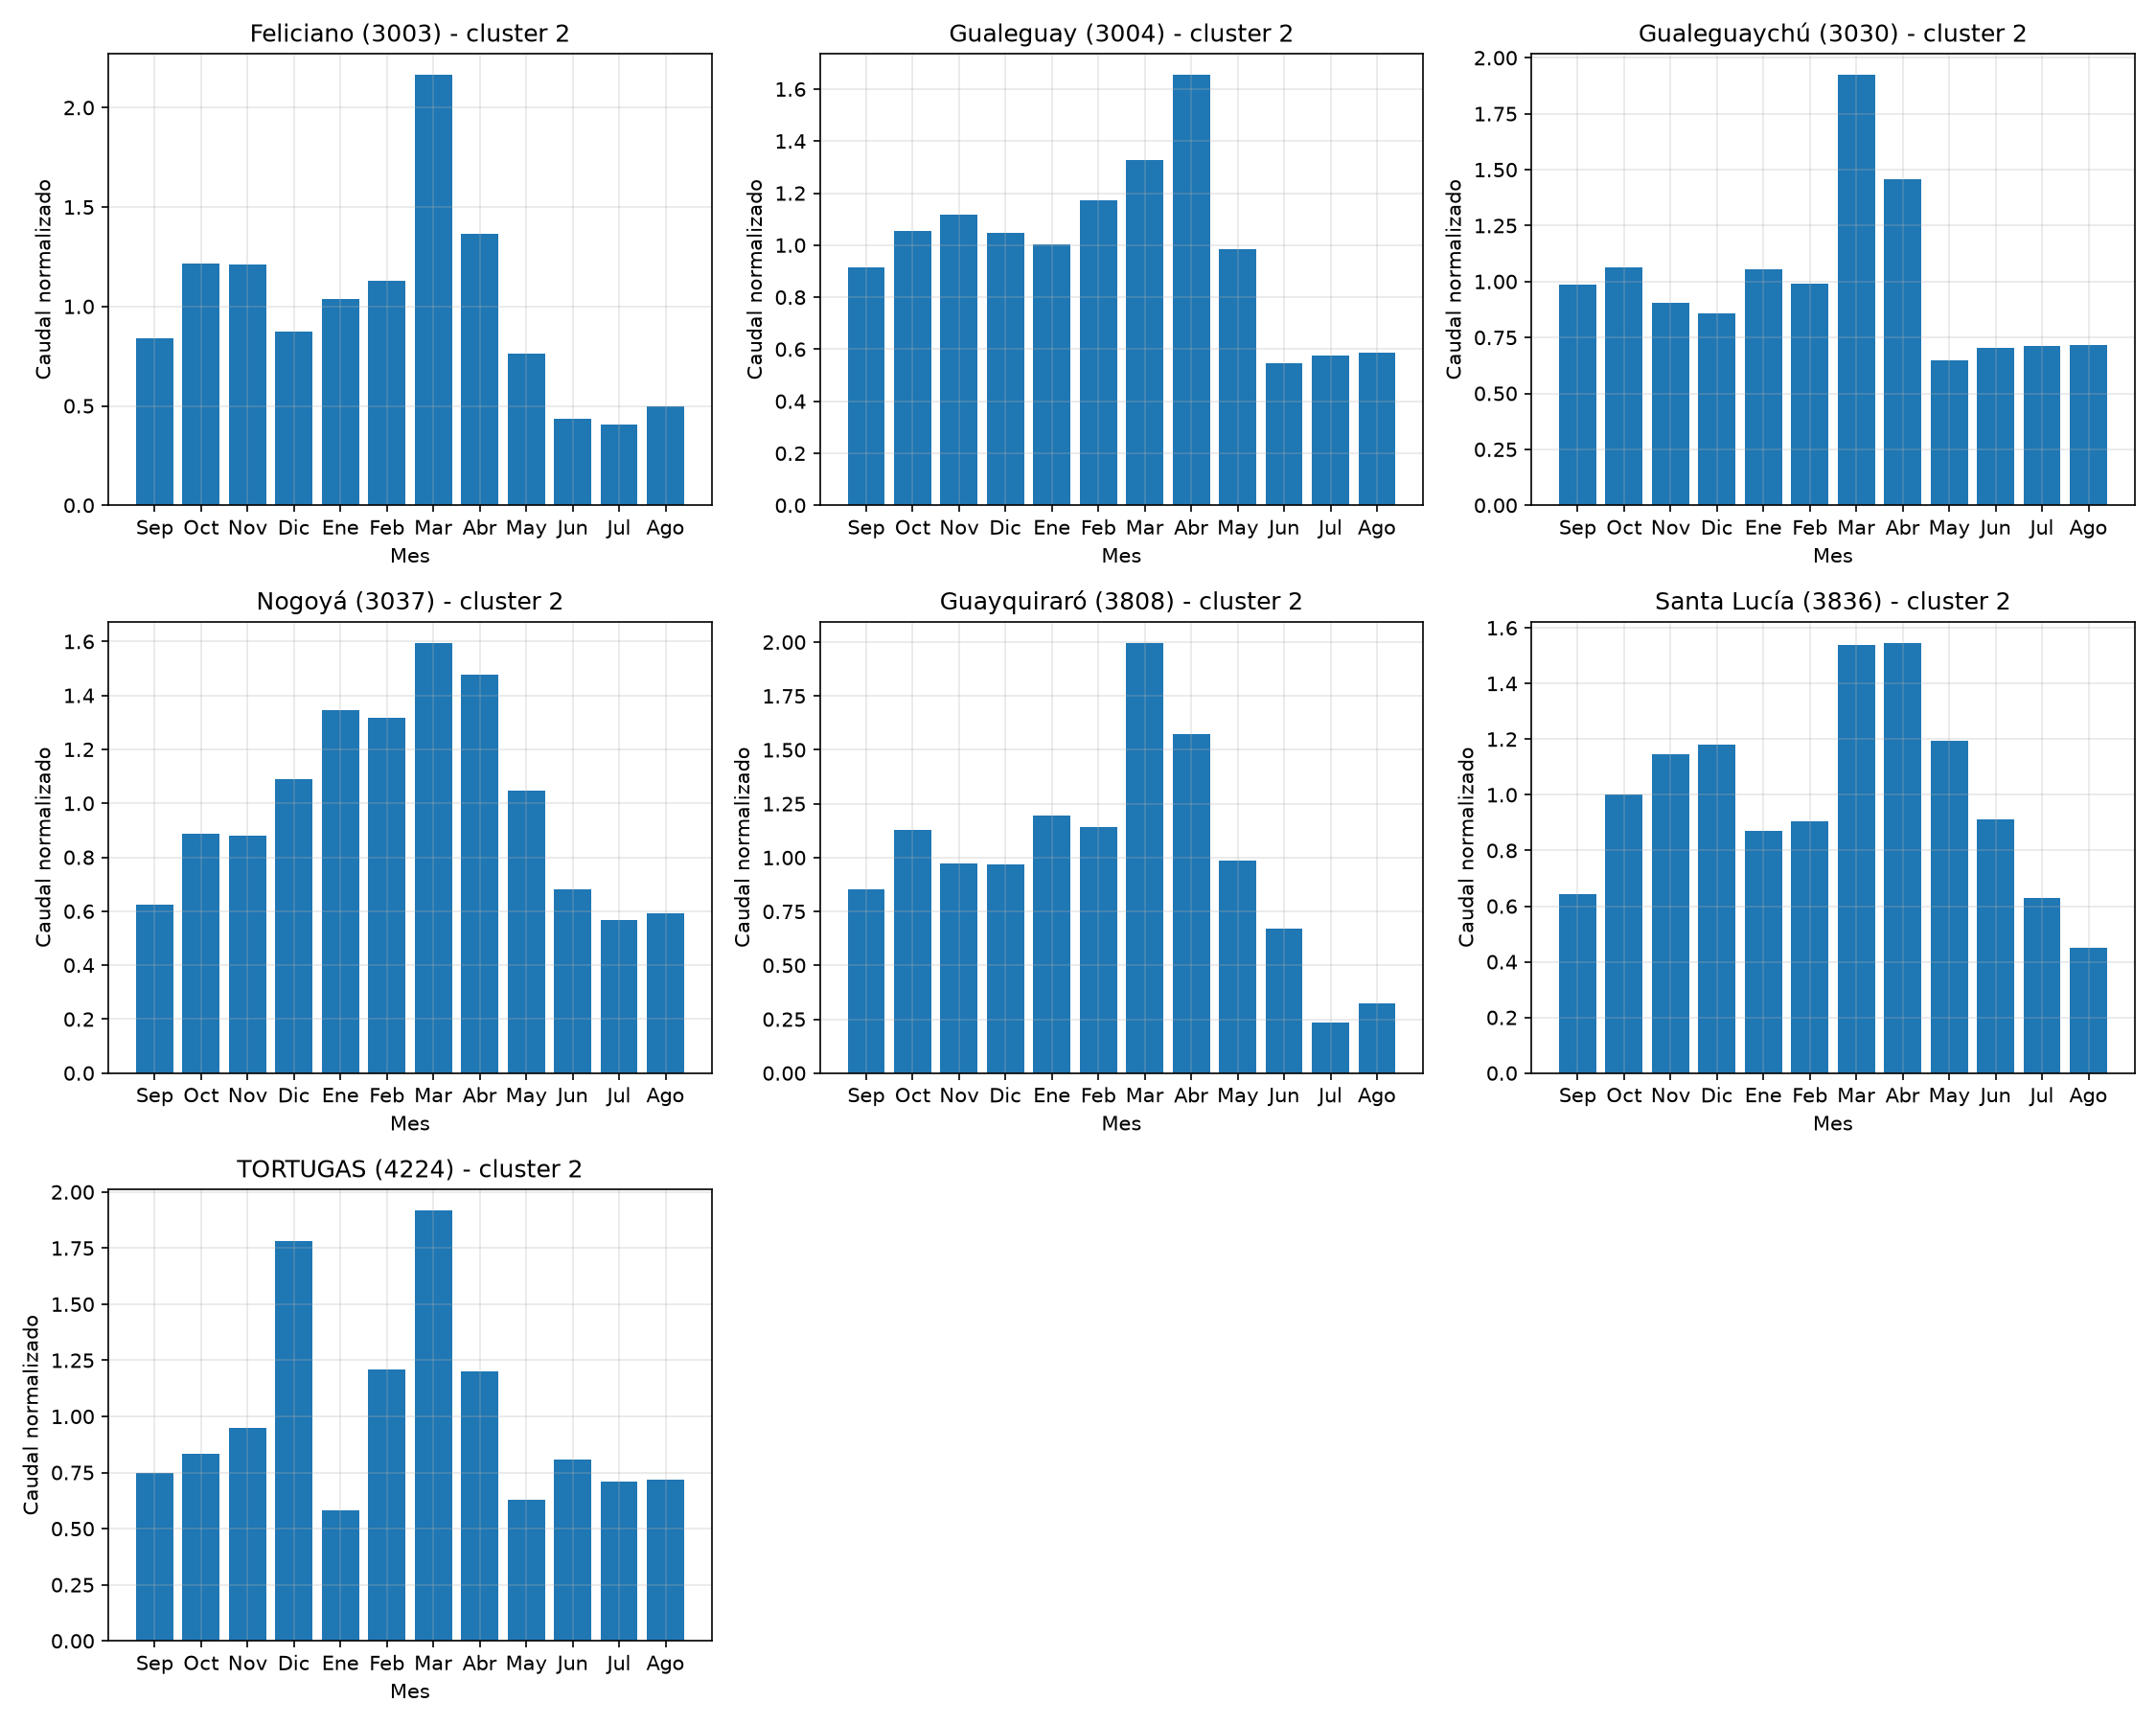 Feliciano (3003) - cluster 2
Caudal normalizado
2.0
1.5
1.0
0.5
0.0
Sep Oct Nov Dic Ene Feb Mar Abr May Jun Jul Ago
Mes
Gualeguay (3004) - cluster 2
Caudal normalizado
1.6
1.4
1.2
1.0
0.8
0.6
0.4
0.2
0.0
Sep Oct Nov Dic Ene Feb Mar Abr May Jun Jul Ago
Mes
Gualeguaychú (3030) - cluster 2
Caudal normalizado
2.00
1.75
1.50
1.25
1.00
0.75
0.50
0.25
0.00
Sep Oct Nov Dic Ene Feb Mar Abr May Jun Jul Ago
Mes
Nogoyá (3037) - cluster 2
Caudal normalizado
1.6
1.4
1.2
1.0
0.8
0.6
0.4
0.2
0.0
Sep Oct Nov Dic Ene Feb Mar Abr May Jun Jul Ago
Mes
Guayquiraró (3808) - cluster 2
Caudal normalizado
2.00
1.75
1.50
1.25
1.00
0.75
0.50
0.25
0.00
Sep Oct Nov Dic Ene Feb Mar Abr May Jun Jul Ago
Mes
Santa Lucía (3836) - cluster 2
Caudal normalizado
1.6
1.4
1.2
1.0
0.8
0.6
0.4
0.2
0.0
Sep Oct Nov Dic Ene Feb Mar Abr May Jun Jul Ago
Mes
TORTUGAS (4224) - cluster 2
Caudal normalizado
2.00
1.75
1.50
1.25
1.00
0.75
0.50
0.25
0.00
Sep Oct Nov Dic Ene Feb Mar Abr May Jun Jul Ago
Mes